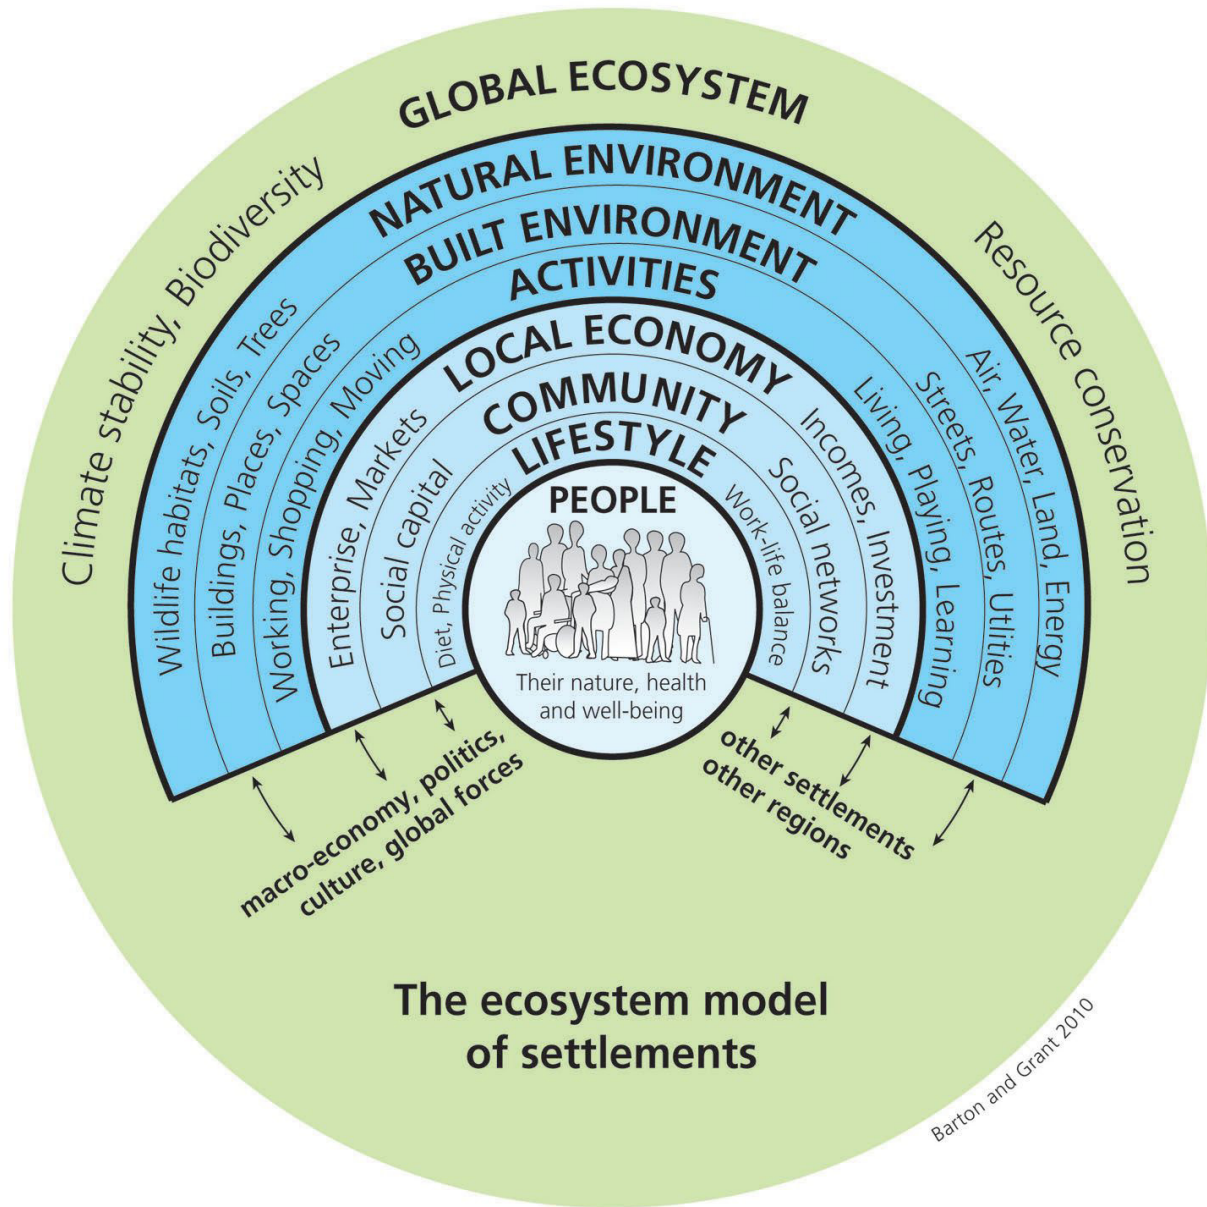 GLOBAL ECOSYSTEM
Climate stability, Biodiversity
Resource conservation
NATURAL ENVIRONMENT
Wildlife habitats, Soils, Trees
Air, Water, Land, Energy
BUILT ENVIRONMENT
Buildings, Places, Spaces
Streets, Routes, Utlities
ACTIVITIES
Working, Shopping, Moving
Living, Playing, Learning
LOCAL ECONOMY
Enterprise, Markets
Incomes, Investment
COMMUNITY
Social capital
Social networks
LIFESTYLE
Diet, Physical activity
Work-life balance
PEOPLE
Their nature, health
and well-being
macro-economy, politics,
culture, global forces
other settlements
other regions
The ecosystem model
of settlements
Barton and Grant 2010